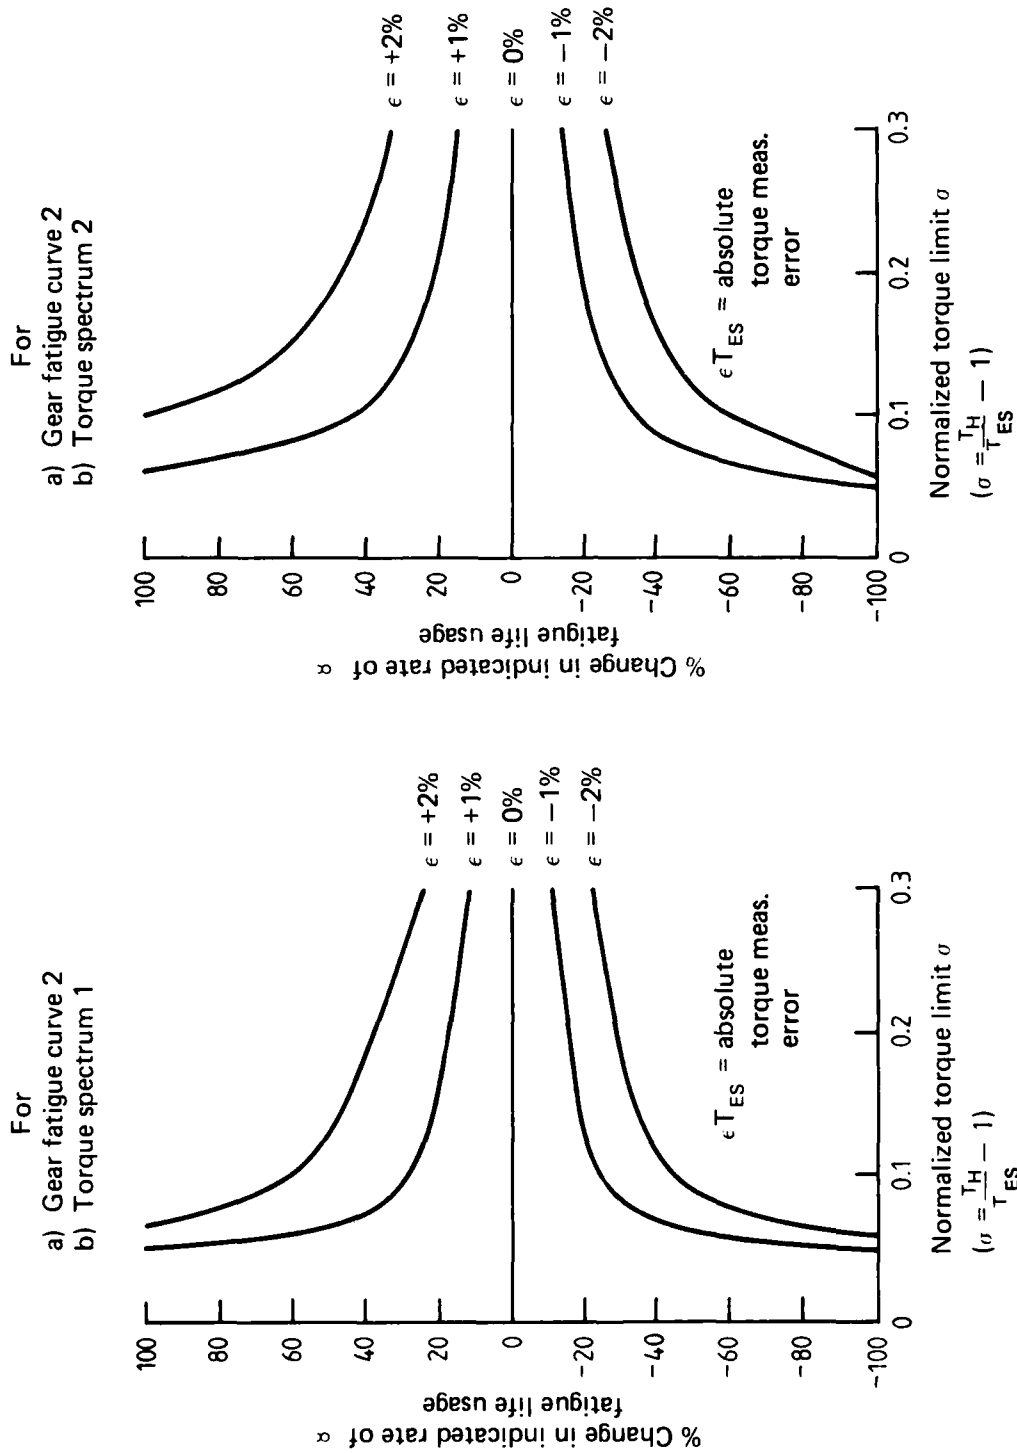 For
a) Gear fatigue curve 2
b) Torque spectrum 1
% Change in indicated rate of ∝
fatigue life usage
100
80
60
40
20
0
-20
-40
-60
-80
-100
ϵ = +2%
ϵ = +1%
ϵ = 0%
ϵ = −1%
ϵ = −2%
ϵ T_ES = absolute
torque meas.
error
0
0.1
0.2
0.3
Normalized torque limit σ
(σ = T_H/T_ES − 1)
For
a) Gear fatigue curve 2
b) Torque spectrum 2
% Change in indicated rate of ∝
fatigue life usage
100
80
60
40
20
0
-20
-40
-60
-80
-100
ϵ = +2%
ϵ = +1%
ϵ = 0%
ϵ = −1%
ϵ = −2%
ϵ T_ES = absolute
torque meas.
error
0
0.1
0.2
0.3
Normalized torque limit σ
(σ = T_H/T_ES − 1)